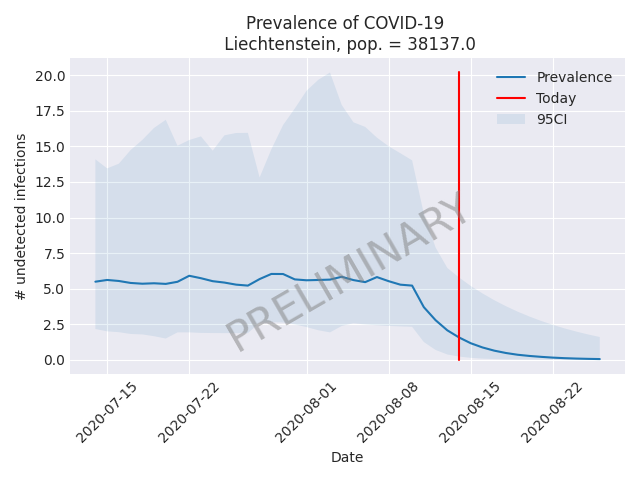 Prevalence of COVID-19
Liechtenstein, pop. = 38137.0
20.0
17.5
15.0
12.5
10.0
7.5
5.0
2.5
0.0
# undetected infections
Prevalence
Today
95CI
PRELIMINARY
2020-07-15
2020-07-22
2020-08-01
2020-08-08
2020-08-15
2020-08-22
Date